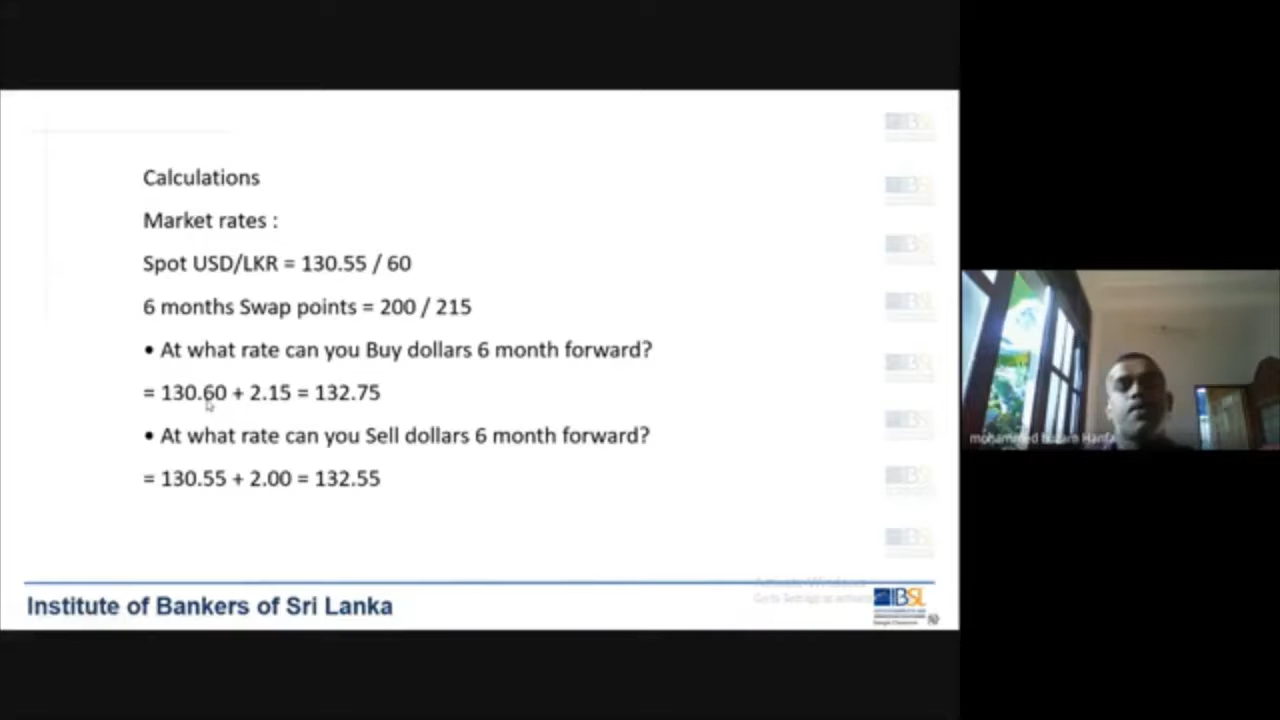 Calculations
Market rates :
Spot USD/LKR = 130.55 / 60
6 months Swap points = 200 / 215
• At what rate can you Buy dollars 6 month forward?
= 130.60 + 2.15 = 132.75
• At what rate can you Sell dollars 6 month forward?
= 130.55 + 2.00 = 132.55
Institute of Bankers of Sri Lanka
IBSL
mohammed